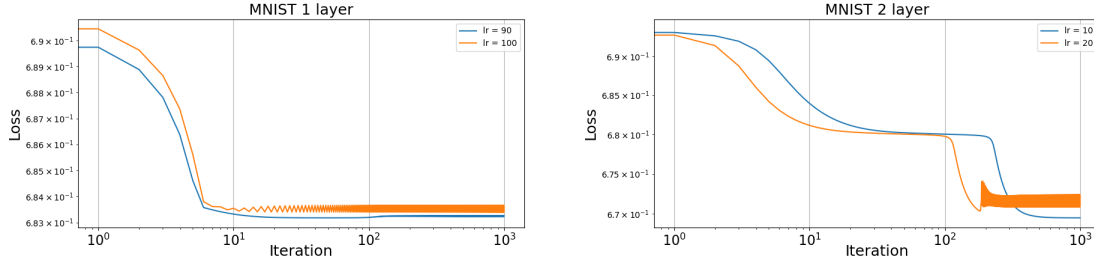 MNIST 1 layer
lr = 90
lr = 100
6.9 × 10⁻¹
6.89 × 10⁻¹
6.88 × 10⁻¹
6.87 × 10⁻¹
6.86 × 10⁻¹
6.85 × 10⁻¹
6.84 × 10⁻¹
6.83 × 10⁻¹
Loss
10⁰
10¹
10²
10³
Iteration
MNIST 2 layer
lr = 10
lr = 20
6.9 × 10⁻¹
6.8 × 10⁻¹
6.75 × 10⁻¹
6.7 × 10⁻¹
Loss
10⁰
10¹
10²
10³
Iteration